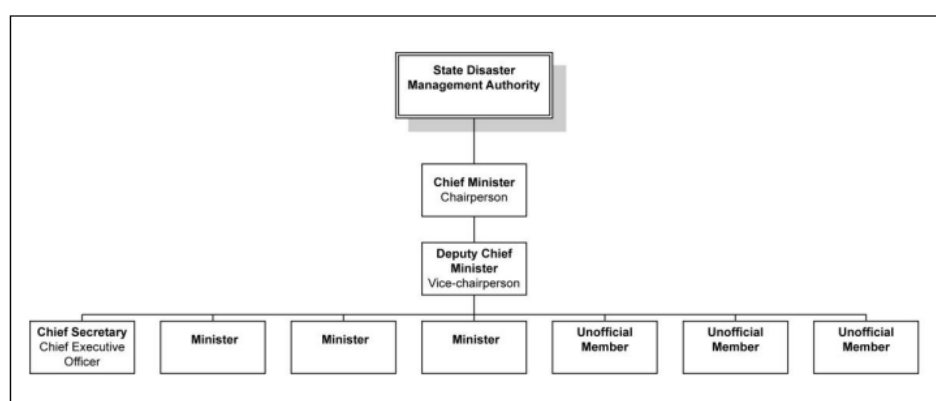 State Disaster
Management Authority
Chief Minister
Chairperson
Deputy Chief
Minister
Vice-chairperson
Chief Secretary
Chief Executive
Officer
Minister
Minister
Minister
Unofficial
Member
Unofficial
Member
Unofficial
Member